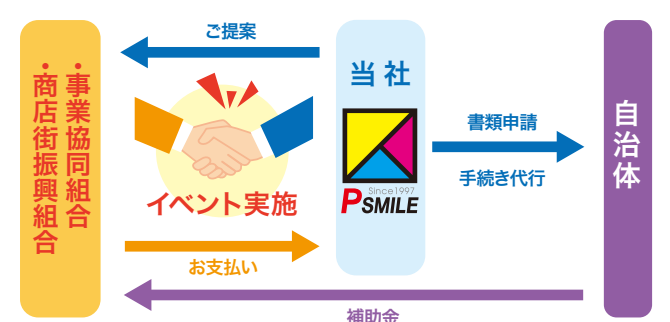 ・事業協同組合
・商店街振興組合
ご提案
イベント実施
お支払い
当社
Since1997
PSMILE
書類申請
手続き代行
自治体
補助金